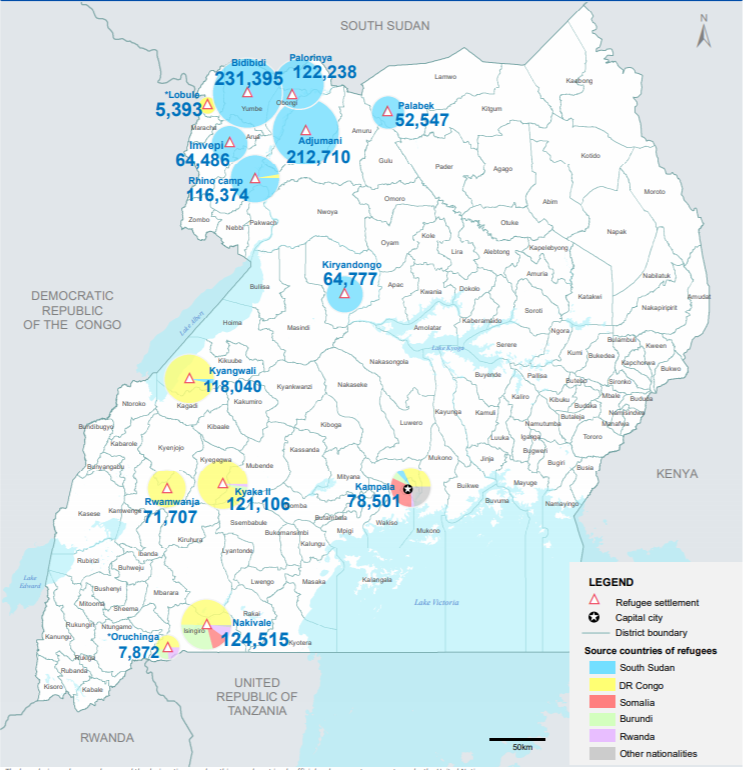 SOUTH SUDAN
N
Bidibidi
231,395
Palorinya
122,238
*Lobule
5,393
Yumbe
Obongi
Maracha
Arua
Imvepi
64,486
Adjumani
212,710
Rhino camp
116,374
Palabek
52,547
Lamwo
Kaabong
Kitgum
Amuru
Gulu
Pader
Agago
Kotido
Moroto
Abim
Omoro
Otuke
Napak
Zombo
Nebbi
Pakwach
Nwoya
Oyam
Kole
Lira
Alebtong
Kapelebyong
Amuria
Nabilatuk
Kiryandongo
64,777
Apac
Kwania
Dokolo
Katakwi
Nakapiripirit
Amudat
Buliisa
Soroti
Kaberamaido
DEMOCRATIC
REPUBLIC
OF THE CONGO
Lake Albert
Hoima
Masindi
Amolatar
Ngora
Serere
Bulambuli
Lake Kyoga
Kumi
Bukedea
Kween
Kapchorwa
Bukwo
Kikuube
Kyangwali
118,040
Nakasongola
Buyende
Pallisa
Butebo
Sironko
Kagadi
Kakumiro
Kyankwanzi
Nakaseke
Kaliro
Kibuku
Mbale
Bududa
Budaka
Namisindwa
Ntoroko
Kayunga
Kamuli
Namutumba
Butaleja
Manafwa
Bundibugyo
Kibaale
Kiboga
Luwero
Luuka
Iganga
Tororo
Kabarole
Kyenjojo
Bugweri
Bunyangabu
Kyegegwa
Mubende
Kassanda
Mukono
Jinja
Bugiri
Busia
Mityana
Kampala
78,501
Buikwe
Mayuge
KENYA
Kyaka II
121,106
Rwamwanja
71,707
Buvuma
Namayingo
Kasese
Kamwenge
Gomba
Butambala
Mpigi
Wakiso
Mukono
Ssembabule
Bukomansimbi
Kiruhura
Kalungu
Ibanda
Lyantonde
Rubirizi
Buhweju
Lake
Edward
Bushenyi
Mbarara
Lwengo
Masaka
Kalangala
Lake Victoria
Mitooma
Sheema
Rakai
Rukungiri
Ntungamo
Isingiro
Nakivale
124,515
Kyotera
Kanungu
*Oruchinga
7,872
Rukiga
Rubanda
Kisoro
Kabale
UNITED
REPUBLIC OF
TANZANIA
RWANDA
50km
LEGEND
Refugee settlement
Capital city
District boundary
Source countries of refugees
South Sudan
DR Congo
Somalia
Burundi
Rwanda
Other nationalities